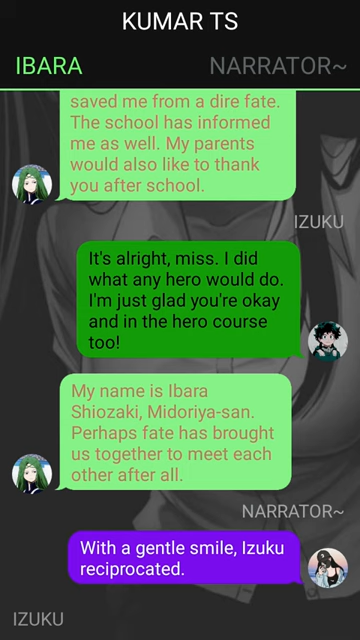 KUMAR TS
IBARA
NARRATOR~
saved me from a dire fate.
The school has informed
me as well. My parents
would also like to thank
you after school.
IZUKU
It's alright, miss. I did
what any hero would do.
I'm just glad you're okay
and in the hero course
too!
My name is Ibara
Shiozaki, Midoriya-san.
Perhaps fate has brought
us together to meet each
other after all.
NARRATOR~
With a gentle smile, Izuku
reciprocated.
IZUKU